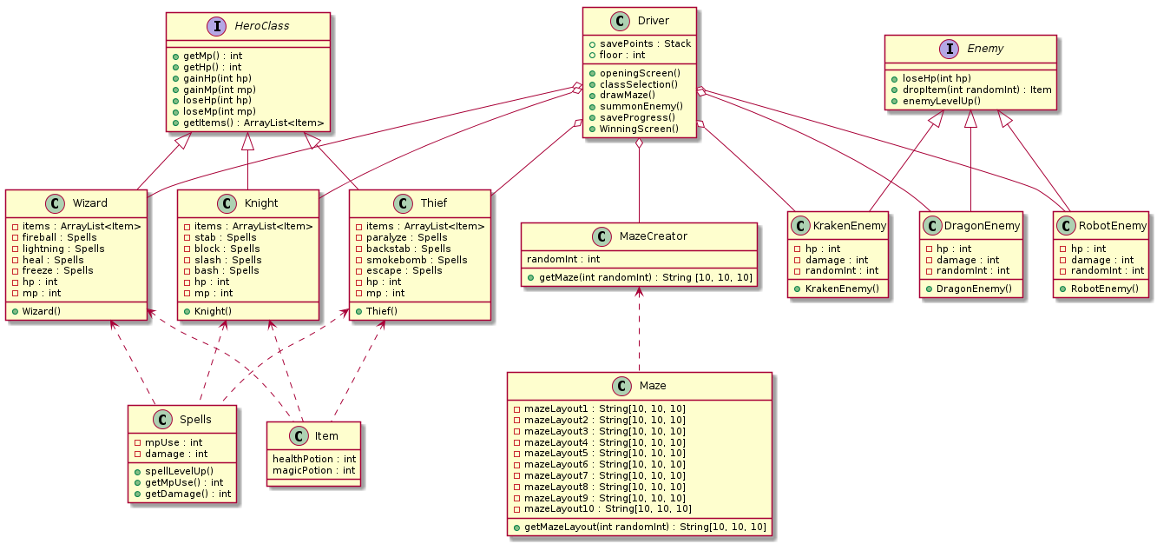 I HeroClass
getMp() : int
getHp() : int
gainHp(int hp)
gainMp(int mp)
loseHp(int hp)
loseMp(int mp)
getItems() : ArrayList<Item>
C Driver
savePoints : Stack
floor : int
openingScreen()
classSelection()
drawMaze()
summonEnemy()
saveProgress()
WinningScreen()
I Enemy
loseHp(int hp)
dropItem(int randomInt) : Item
enemyLevelUp()
C Wizard
items : ArrayList<Item>
fireball : Spells
lightning : Spells
heal : Spells
freeze : Spells
hp : int
mp : int
Wizard()
C Knight
items : ArrayList<Item>
stab : Spells
block : Spells
slash : Spells
bash : Spells
hp : int
mp : int
Knight()
C Thief
items : ArrayList<Item>
paralyze : Spells
backstab : Spells
smokebomb : Spells
escape : Spells
hp : int
mp : int
Thief()
C MazeCreator
randomInt : int
getMaze(int randomInt) : String [10, 10, 10]
C KrakenEnemy
hp : int
damage : int
randomInt : int
KrakenEnemy()
C DragonEnemy
hp : int
damage : int
randomInt : int
DragonEnemy()
C RobotEnemy
hp : int
damage : int
randomInt : int
RobotEnemy()
C Spells
mpUse : int
damage : int
spellLevelUp()
getMpUse() : int
getDamage() : int
C Item
healthPotion : int
magicPotion : int
C Maze
mazeLayout1 : String[10, 10, 10]
mazeLayout2 : String[10, 10, 10]
mazeLayout3 : String[10, 10, 10]
mazeLayout4 : String[10, 10, 10]
mazeLayout5 : String[10, 10, 10]
mazeLayout6 : String[10, 10, 10]
mazeLayout7 : String[10, 10, 10]
mazeLayout8 : String[10, 10, 10]
mazeLayout9 : String[10, 10, 10]
mazeLayout10 : String[10, 10, 10]
getMazeLayout(int randomInt) : String[10, 10, 10]